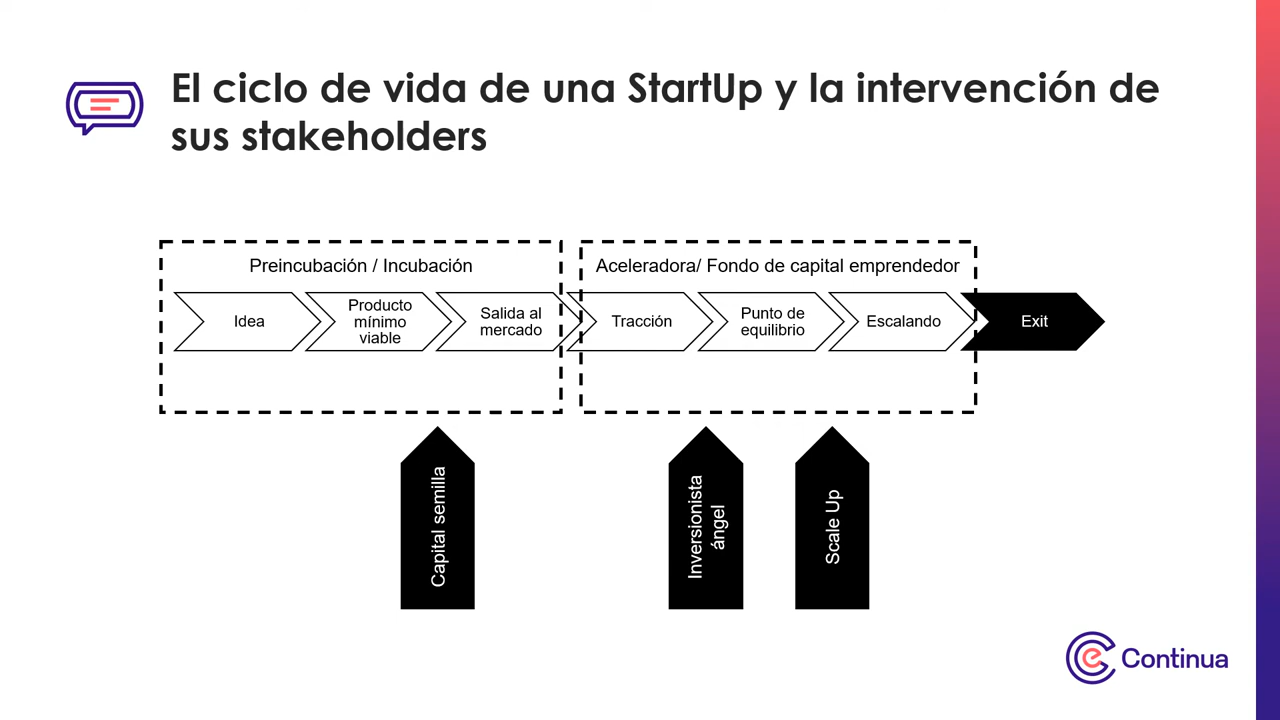 El ciclo de vida de una StartUp y la intervención de
sus stakeholders
Preincubación / Incubación
Aceleradora/ Fondo de capital emprendedor
Idea
Producto
mínimo
viable
Salida al
mercado
Tracción
Punto de
equilibrio
Escalando
Exit
Capital semilla
Inversionista
ángel
Scale Up
e Continua